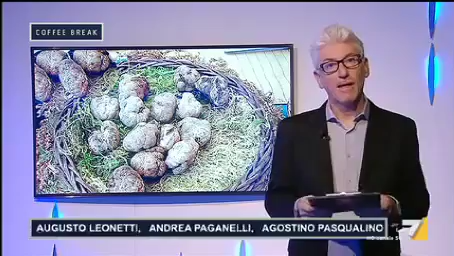 COFFEE BREAK
AUGUSTO LEONETTI, ANDREA PAGANELLI, AGOSTINO PASQUALINO
7